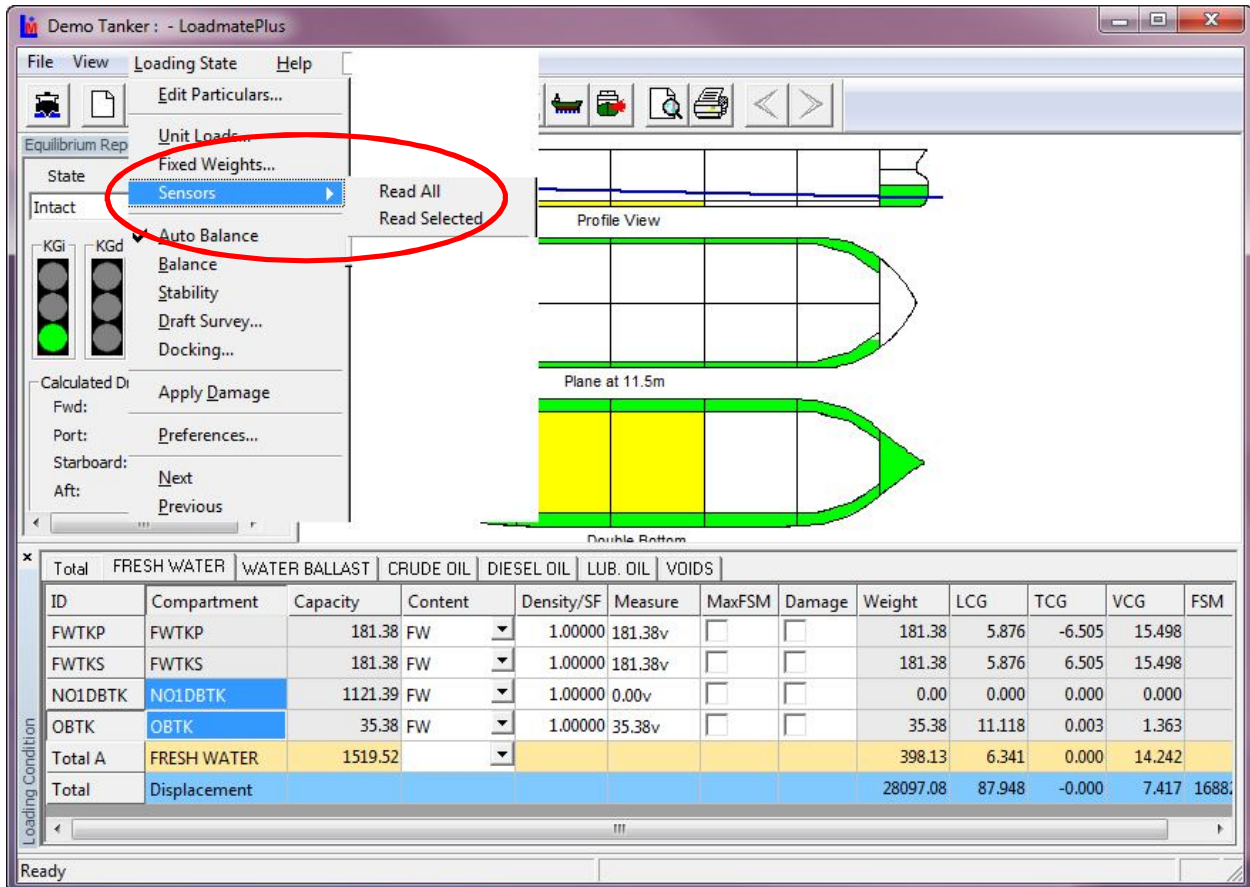 Demo Tanker : - LoadmatePlus
File View Loading State Help
Edit Particulars...
Unit Loads...
Fixed Weights...
Sensors
Read All
Read Selected
Auto Balance
Balance
Stability
Draft Survey...
Docking...
Apply Damage
Preferences...
Next
Previous
Equilibrium Rep
State
Intact
KGi KGd
Calculated Dr
Fwd:
Port:
Starboard:
Aft:
Profile View
Plane at 11.5m
Double Bottom
Total FRESH WATER WATER BALLAST CRUDE OIL DIESEL OIL LUB. OIL VOIDS
ID Compartment Capacity Content Density/SF Measure MaxFSM Damage Weight LCG TCG VCG FSM
FWTKP FWTKP 181.38 FW 1.00000 181.38v 181.38 5.876 -6.505 15.498
FWTKS FWTKS 181.38 FW 1.00000 181.38v 181.38 5.876 6.505 15.498
NO1DBTK NO1DBTK 1121.39 FW 1.00000 0.00v 0.00 0.000 0.000 0.000
OBTK OBTK 35.38 FW 1.00000 35.38v 35.38 11.118 0.003 1.363
Total A FRESH WATER 1519.52 398.13 6.341 0.000 14.242
Total Displacement 28097.08 87.948 -0.000 7.417 16882
Loading Condition
Ready